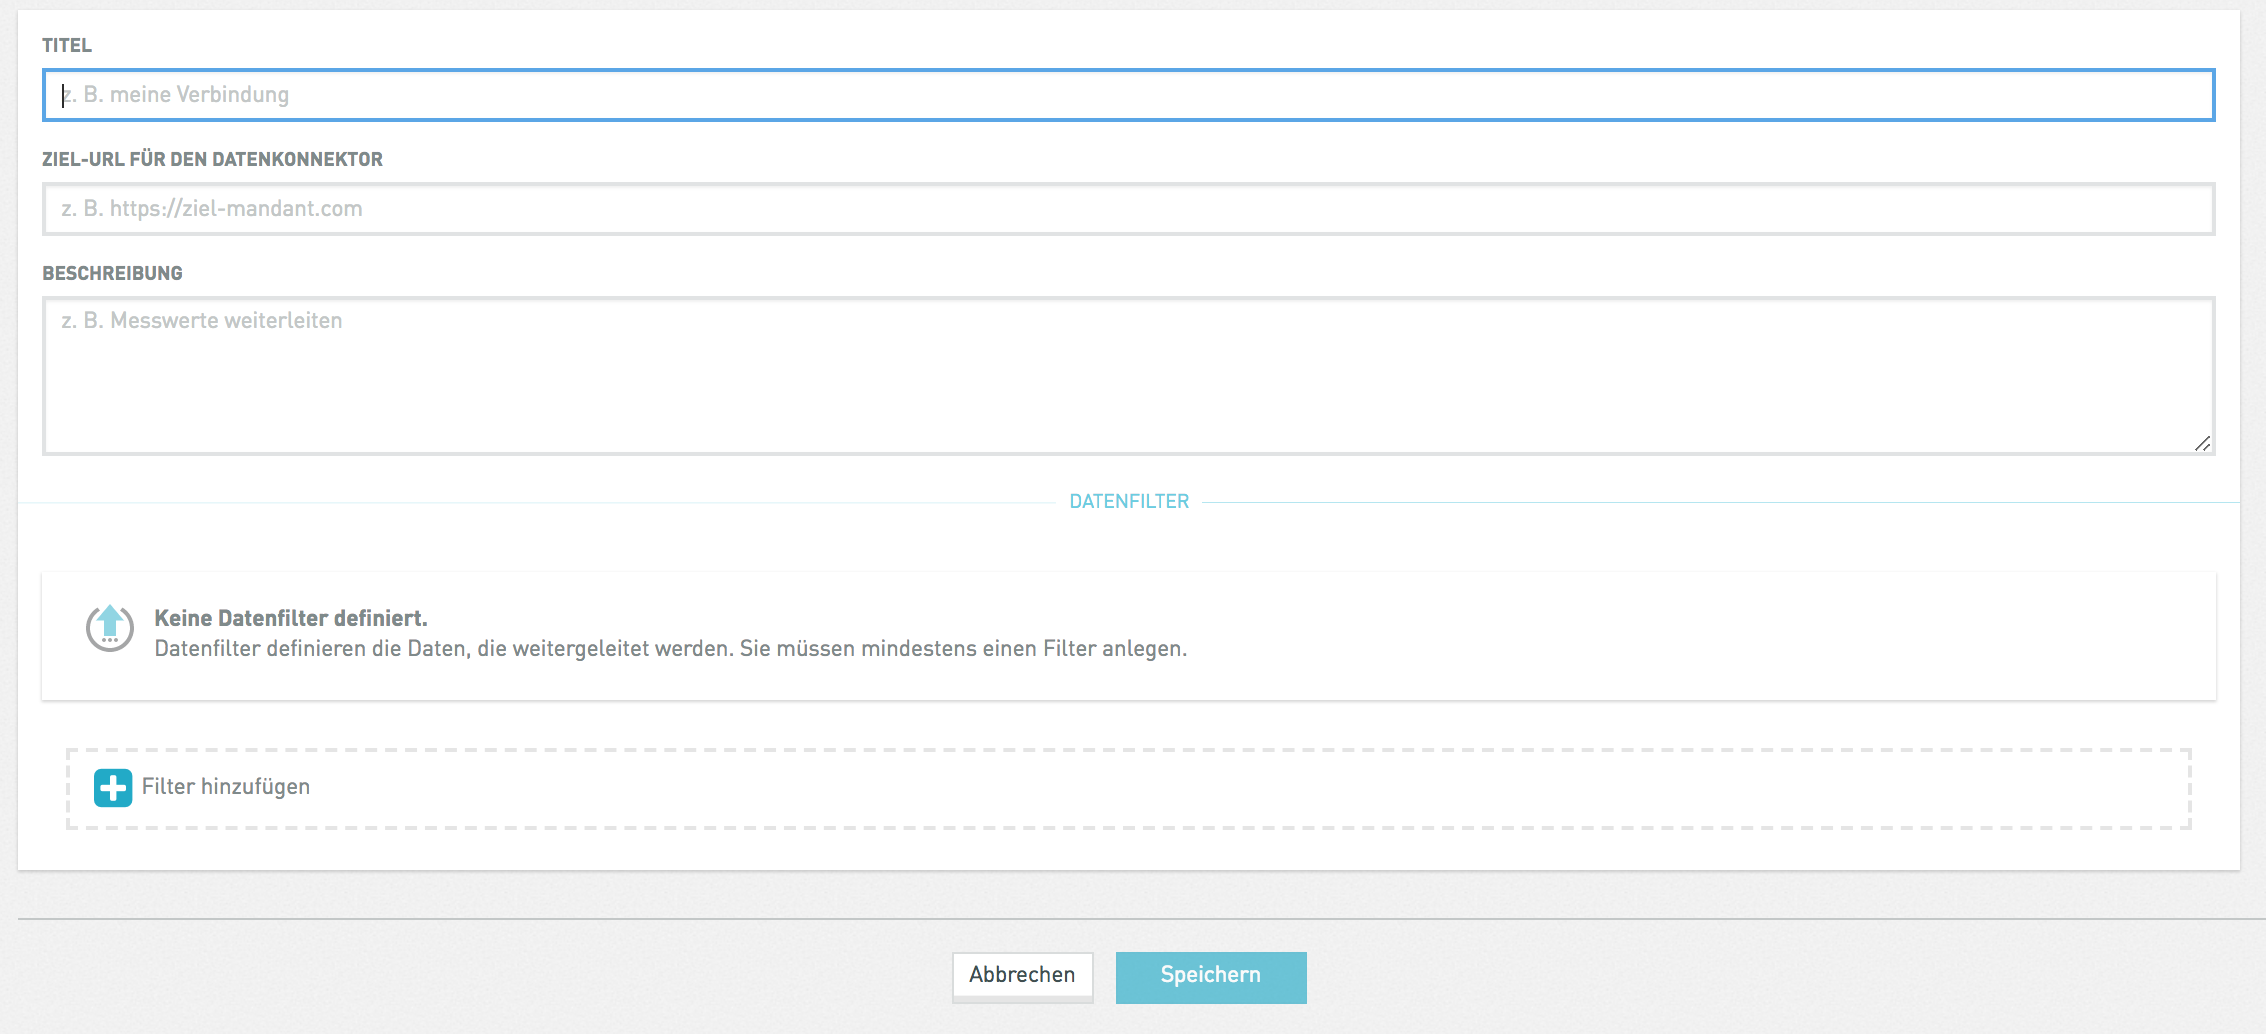 TITEL
z. B. meine Verbindung
ZIEL-URL FÜR DEN DATENKONNEKTOR
z. B. https://ziel-mandant.com
BESCHREIBUNG
z. B. Messwerte weiterleiten
DATENFILTER
Keine Datenfilter definiert.
Datenfilter definieren die Daten, die weitergeleitet werden. Sie müssen mindestens einen Filter anlegen.
Filter hinzufügen
Abbrechen
Speichern